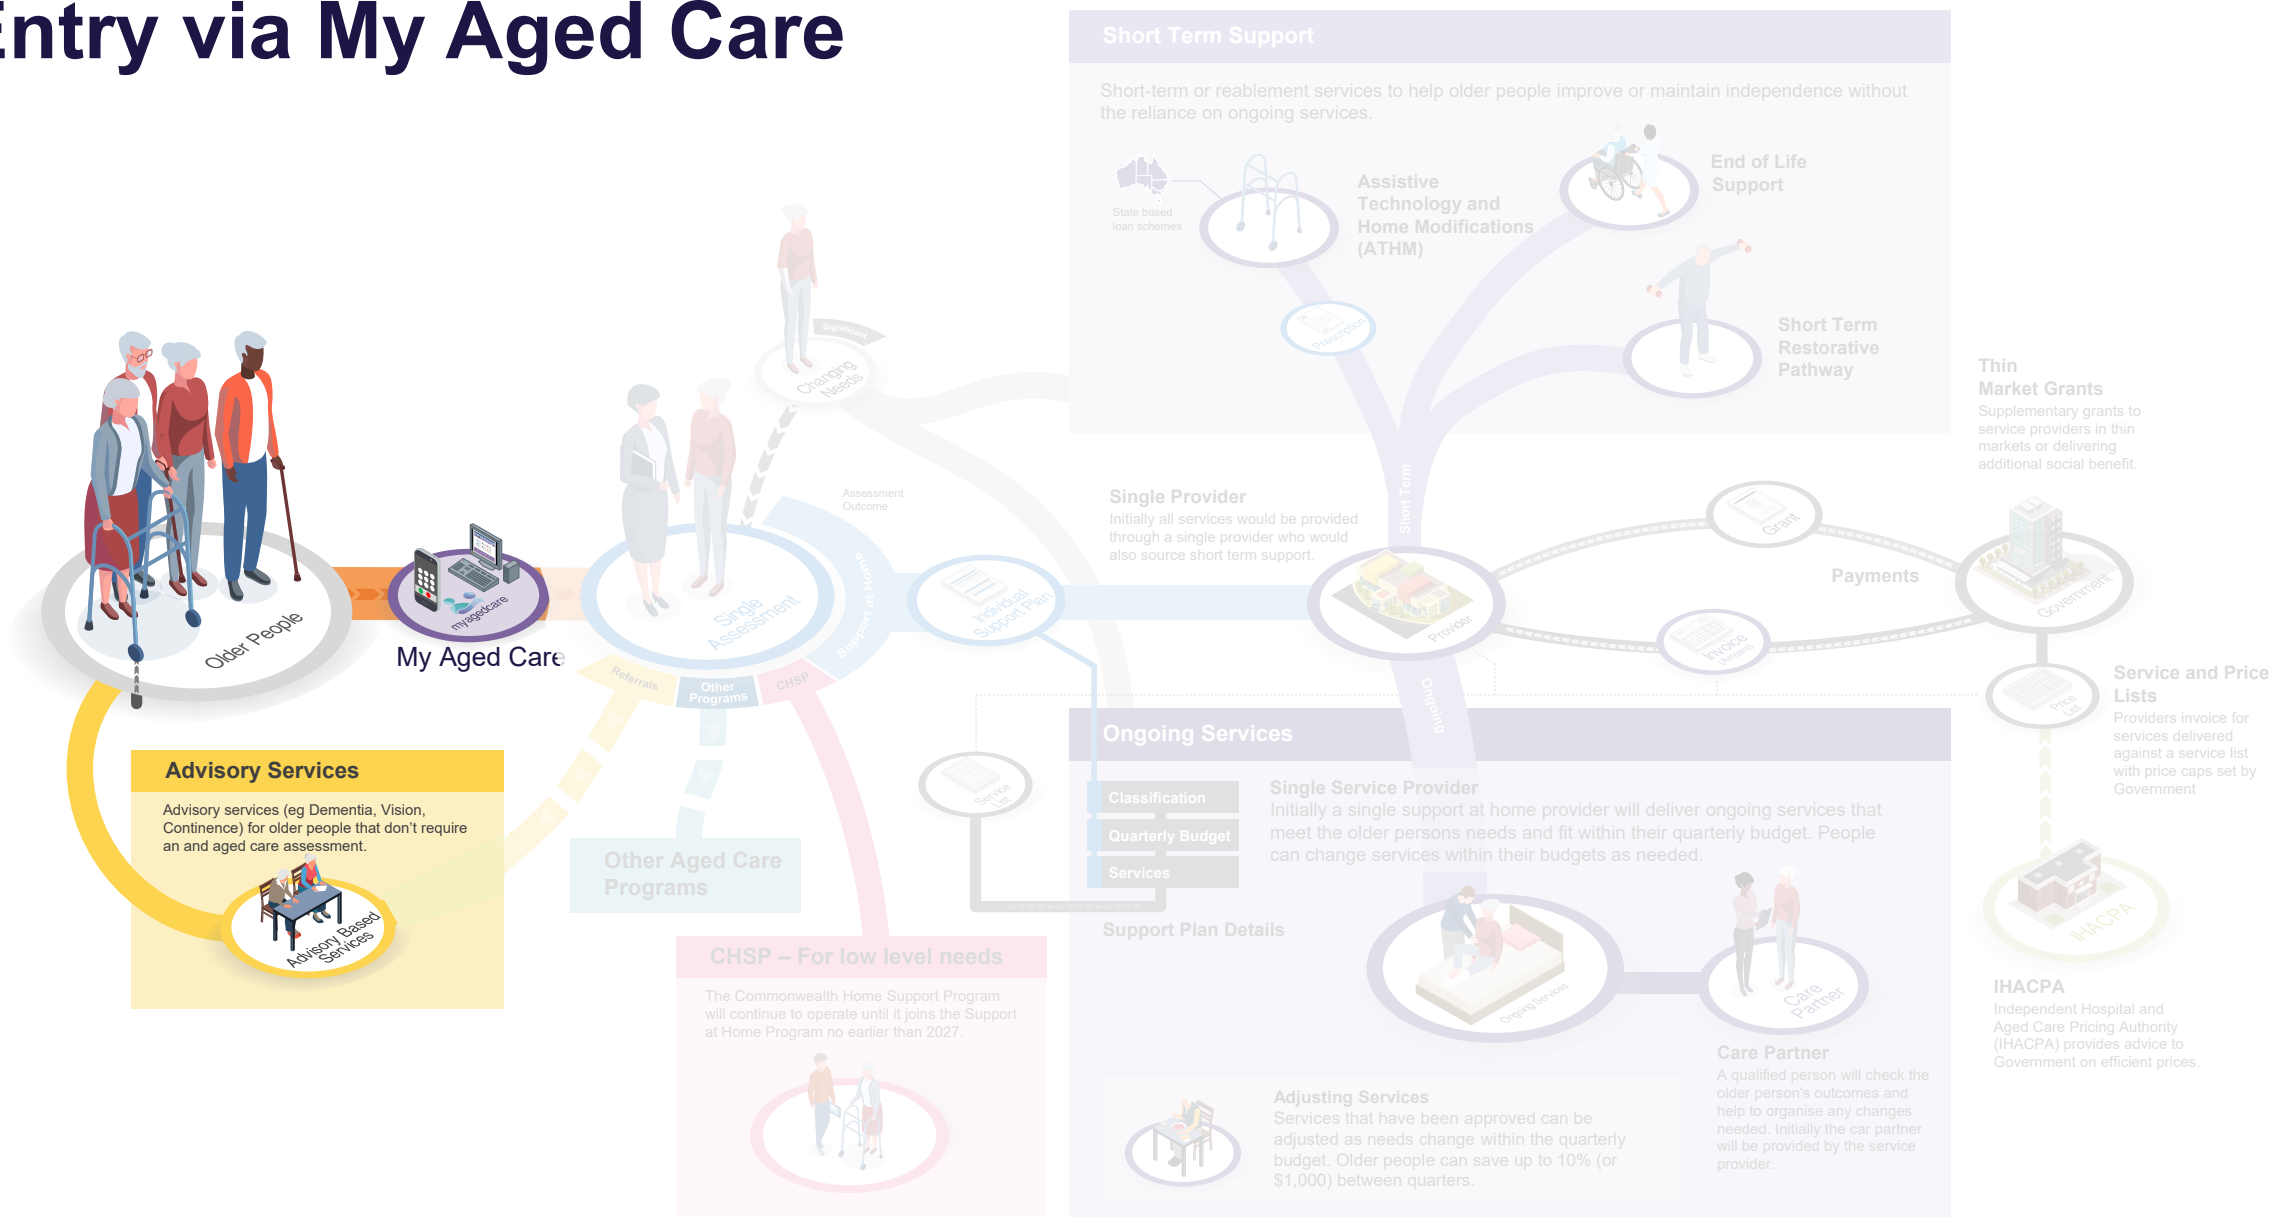 Entry via My Aged Care
Short Term Support
Short-term or reablement services to help older people improve or maintain independence without
the reliance on ongoing services.
State based
loan schemes
Assistive
Technology and
Home Modifications
(ATHM)
End of Life
Support
Prescription
Short Term
Restorative
Pathway
Significant
Changing
Needs
Thin
Market Grants
Supplementary grants to
service providers in thin
markets or delivering
additional social benefit.
Assessment
Outcome
Single Provider
Initially all services would be provided
through a single provider who would
also source short term support.
Short Term
Grant
Payments
Government
Older People
myagedcare
My Aged Care
Single
Assessment
Support at Home
Individual
Support Plan
Provider
Invoice
(Arrears)
Referrals
Other
Programs
CHSP
Ongoing
Price
List
Service and Price
Lists
Providers invoice for
services delivered
against a service list
with price caps set by
Government
Advisory Services
Advisory services (eg Dementia, Vision,
Continence) for older people that don’t require
an and aged care assessment.
Advisory Based
Services
Other Aged Care
Programs
Service
List
Ongoing Services
Classification
Quarterly Budget
Services
Support Plan Details
Single Service Provider
Initially a single support at home provider will deliver ongoing services that
meet the older persons needs and fit within their quarterly budget. People
can change services within their budgets as needed.
Ongoing Services
Care
Partner
IHACPA
IHACPA
Independent Hospital and
Aged Care Pricing Authority
(IHACPA) provides advice to
Government on efficient prices.
CHSP – For low level needs
The Commonwealth Home Support Program
will continue to operate until it joins the Support
at Home Program no earlier than 2027.
Care Partner
A qualified person will check the
older person’s outcomes and
help to organise any changes
needed. Initially the car partner
will be provided by the service
provider.
Adjusting Services
Services that have been approved can be
adjusted as needs change within the quarterly
budget. Older people can save up to 10% (or
$1,000) between quarters.